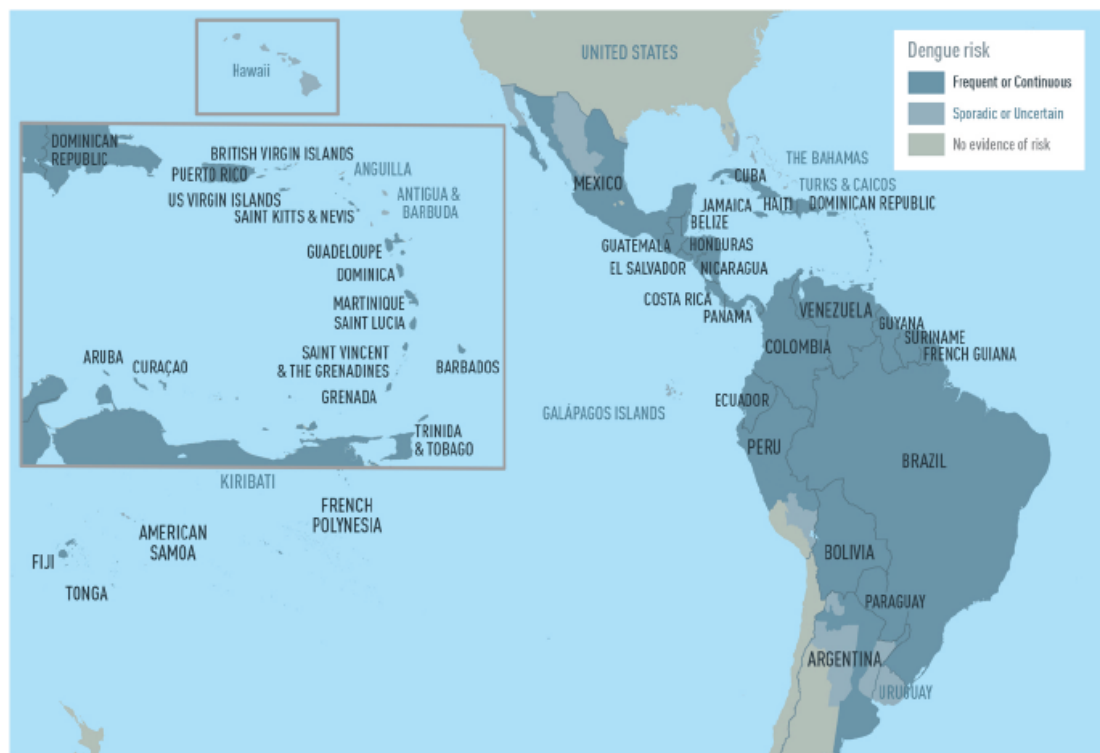 Hawaii
UNITED STATES
Dengue risk
Frequent or Continuous
Sporadic or Uncertain
No evidence of risk
DOMINICAN
REPUBLIC
BRITISH VIRGIN ISLANDS
PUERTO RICO
ANGUILLA
US VIRGIN ISLANDS
ANTIGUA &
BARBUDA
SAINT KITTS & NEVIS
GUADELOUPE
DOMINICA
MARTINIQUE
SAINT LUCIA
SAINT VINCENT
& THE GRENADINES
BARBADOS
ARUBA
CURAÇAO
GRENADA
TRINIDA
& TOBAGO
THE BAHAMAS
CUBA
TURKS & CAICOS
MEXICO
JAMAICA
HAITI
DOMINICAN REPUBLIC
BELIZE
GUATEMALA
HONDURAS
EL SALVADOR
NICARAGUA
COSTA RICA
PANAMA
VENEZUELA
GUYANA
SURINAME
FRENCH GUIANA
COLOMBIA
ECUADOR
GALÁPAGOS ISLANDS
PERU
BRAZIL
KIRIBATI
FRENCH
POLYNESIA
AMERICAN
SAMOA
FIJI
TONGA
BOLIVIA
PARAGUAY
ARGENTINA
URUGUAY